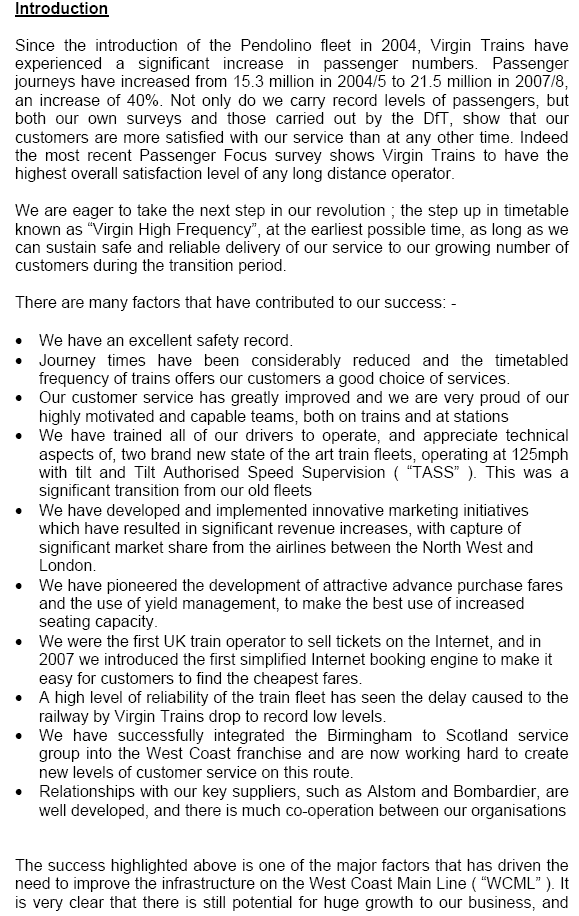 Introduction
Since the introduction of the Pendolino fleet in 2004, Virgin Trains have
experienced a significant increase in passenger numbers. Passenger
journeys have increased from 15.3 million in 2004/5 to 21.5 million in 2007/8,
an increase of 40%. Not only do we carry record levels of passengers, but
both our own surveys and those carried out by the DfT, show that our
customers are more satisfied with our service than at any other time. Indeed
the most recent Passenger Focus survey shows Virgin Trains to have the
highest overall satisfaction level of any long distance operator.
We are eager to take the next step in our revolution ; the step up in timetable
known as “Virgin High Frequency”, at the earliest possible time, as long as we
can sustain safe and reliable delivery of our service to our growing number of
customers during the transition period.
There are many factors that have contributed to our success: -
• We have an excellent safety record.
• Journey times have been considerably reduced and the timetabled
frequency of trains offers our customers a good choice of services.
• Our customer service has greatly improved and we are very proud of our
highly motivated and capable teams, both on trains and at stations
• We have trained all of our drivers to operate, and appreciate technical
aspects of, two brand new state of the art train fleets, operating at 125mph
with tilt and Tilt Authorised Speed Supervision ( “TASS” ). This was a
significant transition from our old fleets
• We have developed and implemented innovative marketing initiatives
which have resulted in significant revenue increases, with capture of
significant market share from the airlines between the North West and
London.
• We have pioneered the development of attractive advance purchase fares
and the use of yield management, to make the best use of increased
seating capacity.
• We were the first UK train operator to sell tickets on the Internet, and in
2007 we introduced the first simplified Internet booking engine to make it
easy for customers to find the cheapest fares.
• A high level of reliability of the train fleet has seen the delay caused to the
railway by Virgin Trains drop to record low levels.
• We have successfully integrated the Birmingham to Scotland service
group into the West Coast franchise and are now working hard to create
new levels of customer service on this route.
• Relationships with our key suppliers, such as Alstom and Bombardier, are
well developed, and there is much co-operation between our organisations
The success highlighted above is one of the major factors that has driven the
need to improve the infrastructure on the West Coast Main Line ( “WCML” ). It
is very clear that there is still potential for huge growth to our business, and